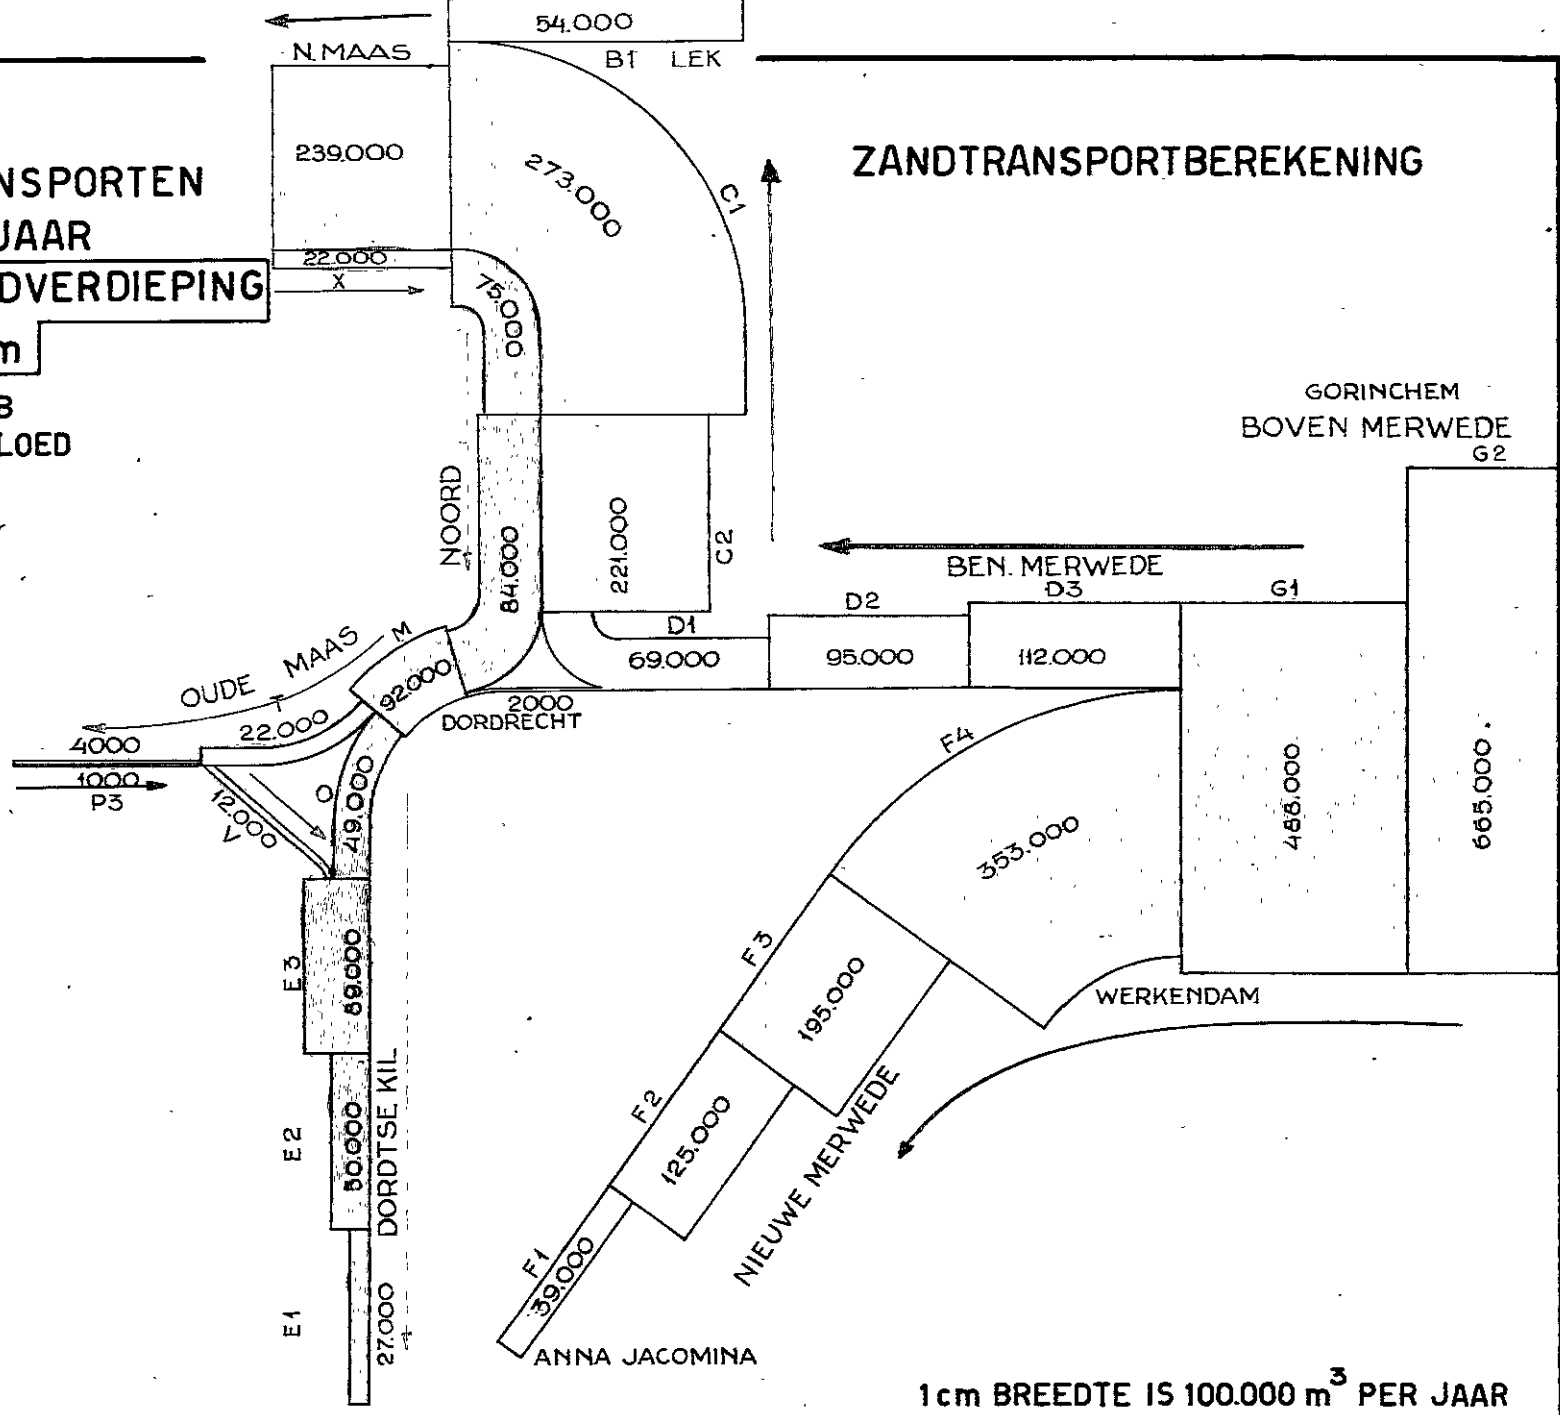 54.000
N. MAAS
B1 LEK
239.000
273.000
C1
ZANDTRANSPORTBEREKENING
NSPORTEN
JAAR
DVERDIEPING
m
B
LOED
22.000
X
75.000
GORINCHEM
BOVEN MERWEDE
G2
NOORD
84.000
221.000
C2
BEN. MERWEDE
D1
D2
D3
G1
69.000
95.000
112.000
OUDE MAAS
M
T
92.000
22.000
2000
DORDRECHT
4000
1000
P3
12.000
V
O
49.000
F4
353.000
488.000
665.000.
E3
89.000
F3
195.000
WERKENDAM
E2
50.000
DORDTSE KIL
F2
125.000
NIEUWE MERWEDE
E1
27.000
F1
39.000
ANNA JACOMINA
1cm BREEDTE IS 100.000 m³ PER JAAR